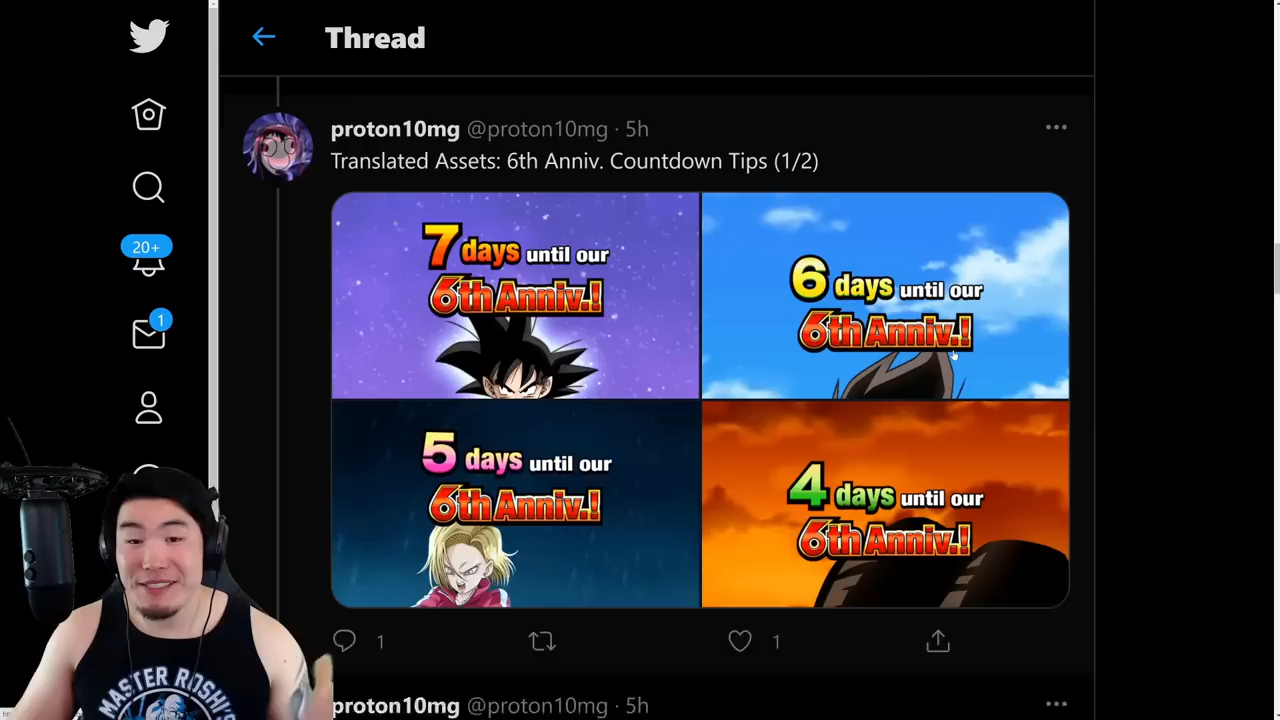 Thread
proton10mg @proton10mg · 5h
Translated Assets: 6th Anniv. Countdown Tips (1/2)
20+
1
7 days until our
6th Anniv.!
6 days until our
6th Anniv.!
5 days until our
6th Anniv.!
4 days until our
6th Anniv.!
1
1
proton10mg @proton10mg · 5h
MASTER ROSHI'S